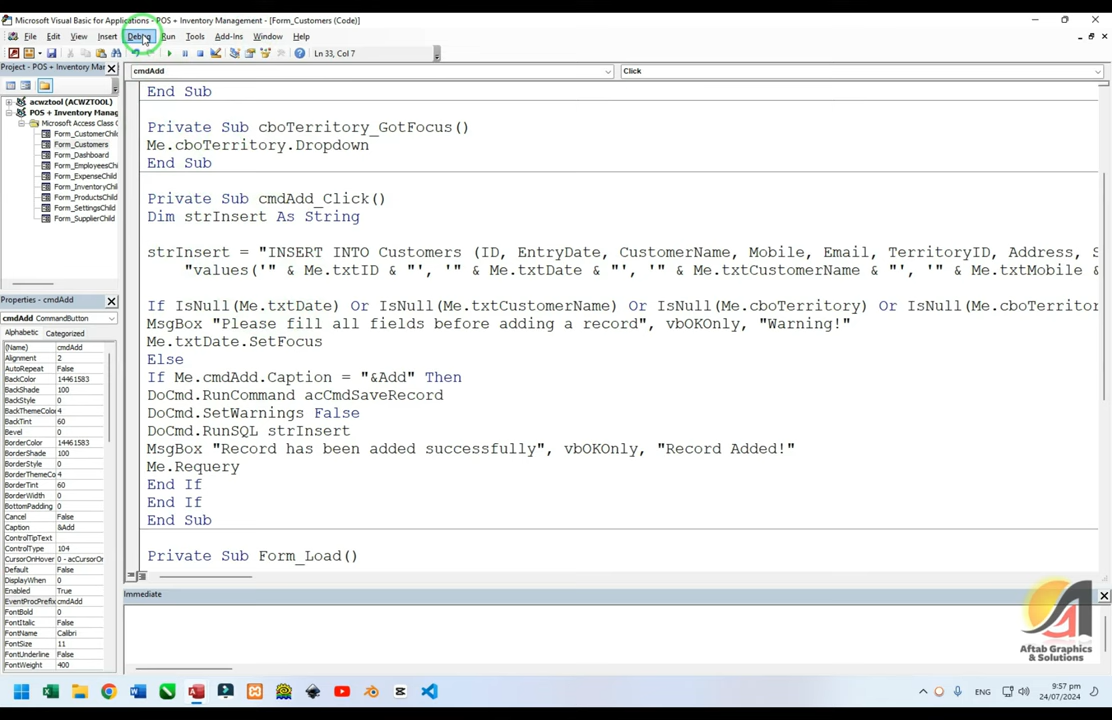 Microsoft Visual Basic for Applications - POS + Inventory Management - [Form_Customers (Code)]
File Edit View Insert Debug Run Tools Add-Ins Window Help
Ln 33, Col 7
Project - POS + Inventory Mar
cmdAdd
Click
acwztool (ACWZTOOL)
POS + Inventory Manag
Microsoft Access Class C
Form_CustomerChil
Form_Customers
Form_Dashboard
Form_EmployeesChi
Form_ExpenseChild
Form_InventoryChil
Form_ProductsChild
Form_SettingsChild
Form_SupplierChild
Properties - cmdAdd
cmdAdd CommandButton
Alphabetic Categorized
(Name) cmdAdd
Alignment 2
AutoRepeat False
BackColor 14461583
BackShade 100
BackStyle 0
BackThemeColo 4
BackTint 60
Bevel 0
BorderColor 14461583
BorderShade 100
BorderStyle 0
BorderThemeCo 4
BorderTint 60
BorderWidth 0
BottomPadding 0
Cancel False
Caption &Add
ControlTipText
ControlType 104
CursorOnHover 0 - acCursorOn
Default False
DisplayWhen 0
Enabled True
EventProcPrefix cmdAdd
FontBold 0
FontItalic False
FontName Calibri
FontSize 11
FontUnderline False
FontWeight 400
End Sub
Private Sub cboTerritory_GotFocus()
Me.cboTerritory.Dropdown
End Sub
Private Sub cmdAdd_Click()
Dim strInsert As String
strInsert = "INSERT INTO Customers (ID, EntryDate, CustomerName, Mobile, Email, TerritoryID, Address, S
"values('" & Me.txtID & "', '" & Me.txtDate & "', '" & Me.txtCustomerName & "', '" & Me.txtMobile &
If IsNull(Me.txtDate) Or IsNull(Me.txtCustomerName) Or IsNull(Me.cboTerritory) Or IsNull(Me.cboTerritor
MsgBox "Please fill all fields before adding a record", vbOKOnly, "Warning!"
Me.txtDate.SetFocus
Else
If Me.cmdAdd.Caption = "&Add" Then
DoCmd.RunCommand acCmdSaveRecord
DoCmd.SetWarnings False
DoCmd.RunSQL strInsert
MsgBox "Record has been added successfully", vbOKOnly, "Record Added!"
Me.Requery
End If
End If
End Sub
Private Sub Form_Load()
Immediate
Aftab Graphics
& Solutions
ENG
9:57 pm
24/07/2024